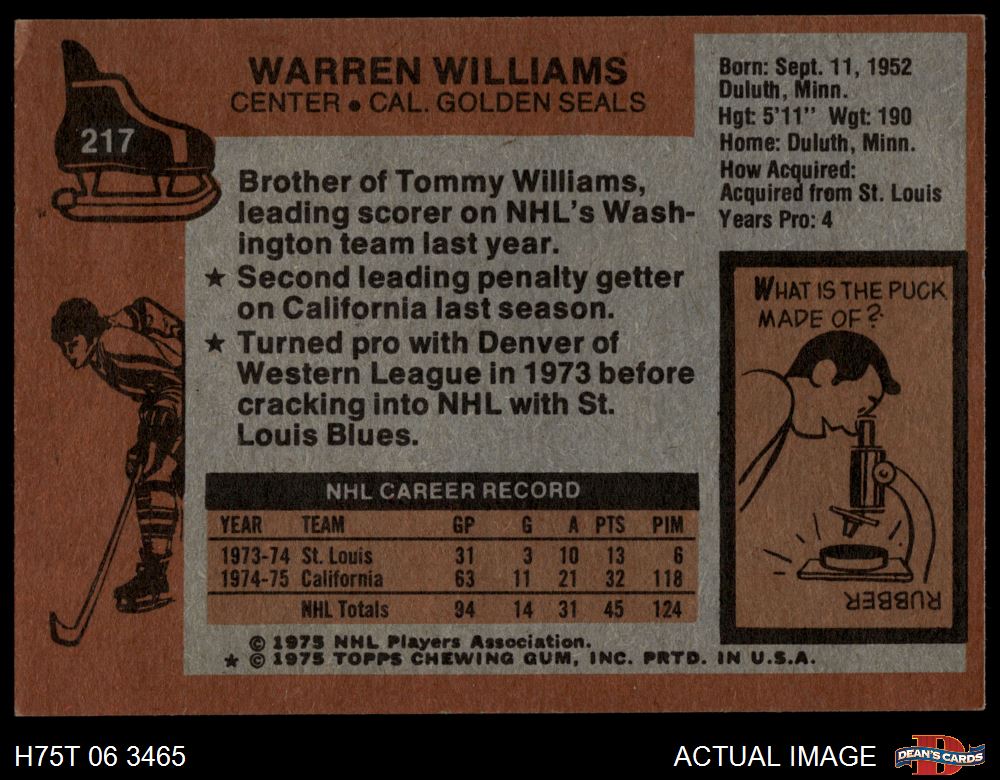 217
WARREN WILLIAMS
CENTER • CAL. GOLDEN SEALS
Brother of Tommy Williams,
leading scorer on NHL's Wash-
ington team last year.
★ Second leading penalty getter
on California last season.
★ Turned pro with Denver of
Western League in 1973 before
cracking into NHL with St.
Louis Blues.
Born: Sept. 11, 1952
Duluth, Minn.
Hgt: 5'11" Wgt: 190
Home: Duluth, Minn.
How Acquired:
Acquired from St. Louis
Years Pro: 4
WHAT IS THE PUCK
MADE OF?
RUBBER
NHL CAREER RECORD
YEAR TEAM GP G A PTS PIM
1973-74 St. Louis 31 3 10 13 6
1974-75 California 63 11 21 32 118
NHL Totals 94 14 31 45 124
© 1975 NHL Players Association.
★ © 1975 TOPPS CHEWING GUM, INC. PRTD. IN U.S.A.
H75T 06 3465
ACTUAL IMAGE
D
DEAN'S CARDS